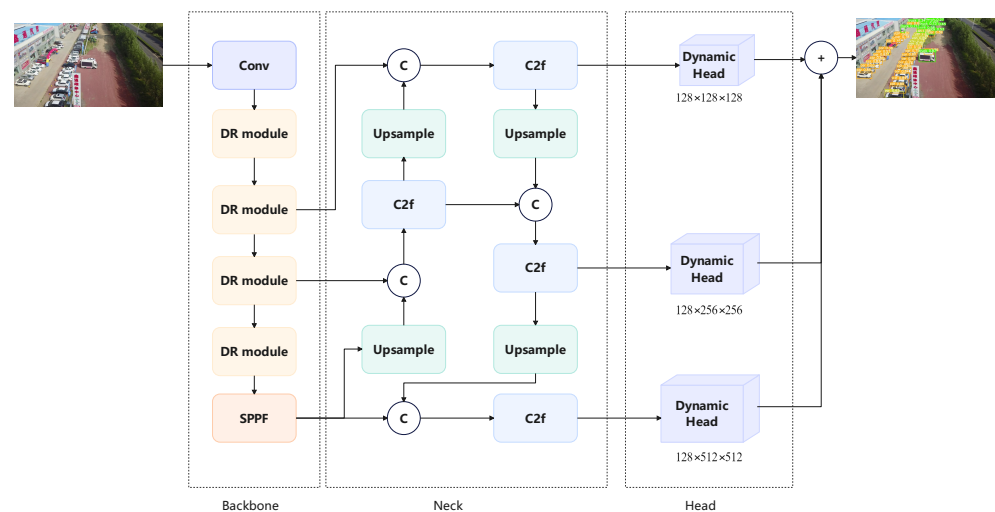 Conv
DR module
DR module
DR module
DR module
SPPF
Backbone
C
C2f
Upsample
Upsample
C2f
C
C
C2f
Upsample
Upsample
C
C2f
Neck
Dynamic
Head
128×128×128
Dynamic
Head
128×256×256
Dynamic
Head
128×512×512
Head
+